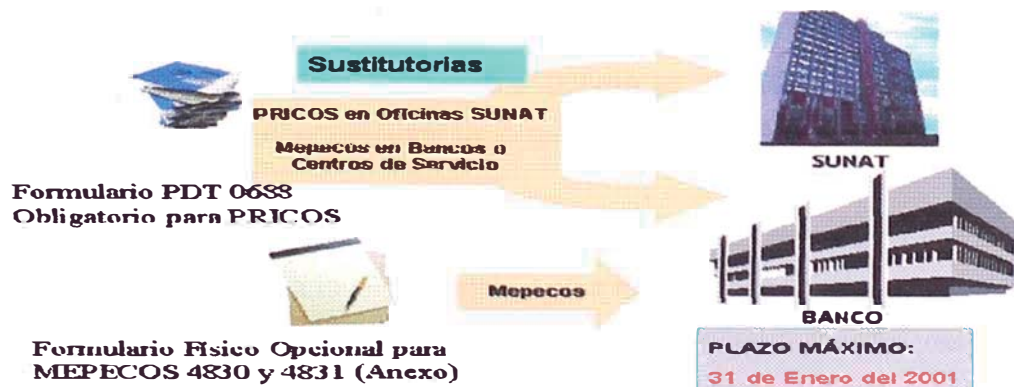 Sustitutorias
PRICOS en Oficinas SUNAT
Mepecos en Bancos o
Centros de Servicio
SUNAT
Formulario PDT 0688
Obligatorio para PRICOS
Mepecos
BANCO
Formulario Físico Opcional para
MEPECOS 4830 y 4831 (Anexo)
PLAZO MÁXIMO:
31 de Enero del 2001